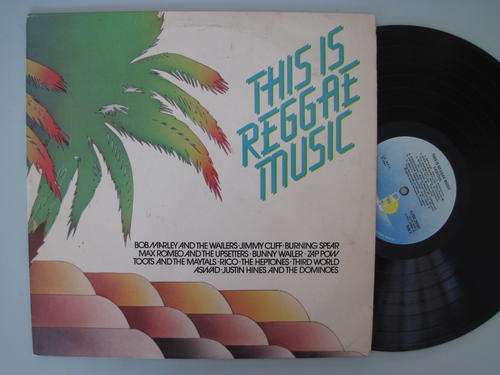 THIS IS
REGGAE
MUSIC
BOB MARLEY AND THE WAILERS·JIMMY CLIFF·BURNING SPEAR
MAX ROMEO AND THE UPSETTERS·BUNNY WAILER·ZAP POW
TOOTS AND THE MAYTALS·RICO·THE HEPTONES·THIRD WORLD
ASWAD·JUSTIN HINES AND THE DOMINOES